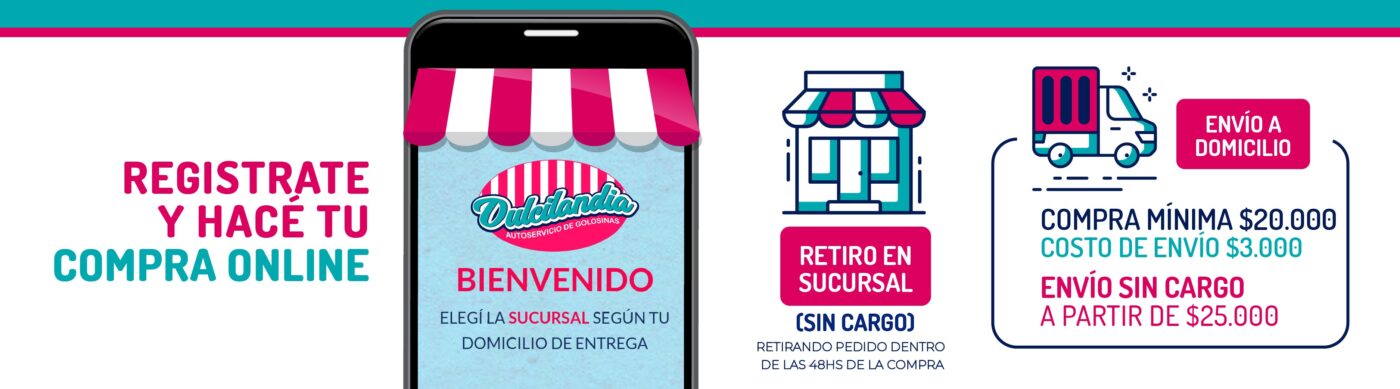 REGISTRATE
Y HACÉ TU
COMPRA ONLINE
Dulcilandia
AUTOSERVICIO DE GOLOSINAS
BIENVENIDO
ELEGÍ LA SUCURSAL SEGÚN TU
DOMICILIO DE ENTREGA
RETIRO EN
SUCURSAL
(SIN CARGO)
RETIRANDO PEDIDO DENTRO
DE LAS 48HS DE LA COMPRA
ENVÍO A
DOMICILIO
COMPRA MÍNIMA $20.000
COSTO DE ENVÍO $3.000
ENVÍO SIN CARGO
A PARTIR DE $25.000